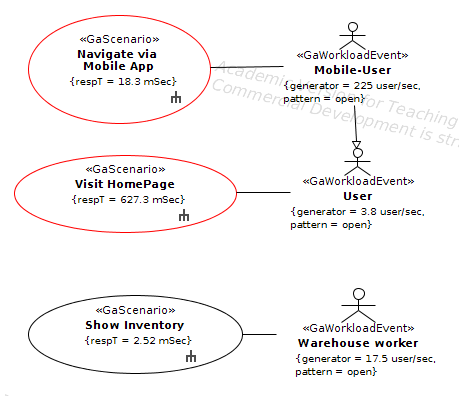 «GaScenario»
Navigate via
Mobile App
{respT = 18.3 mSec}
«GaWorkloadEvent»
Mobile-User
{generator = 225 user/sec,
pattern = open}
Academic Version for Teaching
Commercial Development is str
«GaScenario»
Visit HomePage
{respT = 627.3 mSec}
«GaWorkloadEvent»
User
{generator = 3.8 user/sec,
pattern = open}
«GaScenario»
Show Inventory
{respT = 2.52 mSec}
«GaWorkloadEvent»
Warehouse worker
{generator = 17.5 user/sec,
pattern = open}